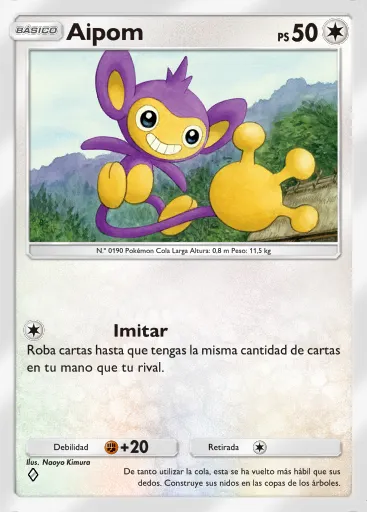 BÁSICO Aipom PS 50
N.º 0190 Pokémon Cola Larga Altura: 0,8 m Peso: 11,5 kg
Imitar
Roba cartas hasta que tengas la misma cantidad de cartas
en tu mano que tu rival.
Debilidad +20 Retirada
Ilus. Naoyo Kimura
De tanto utilizar la cola, esta se ha vuelto más hábil que sus
dedos. Construye sus nidos en las copas de los árboles.